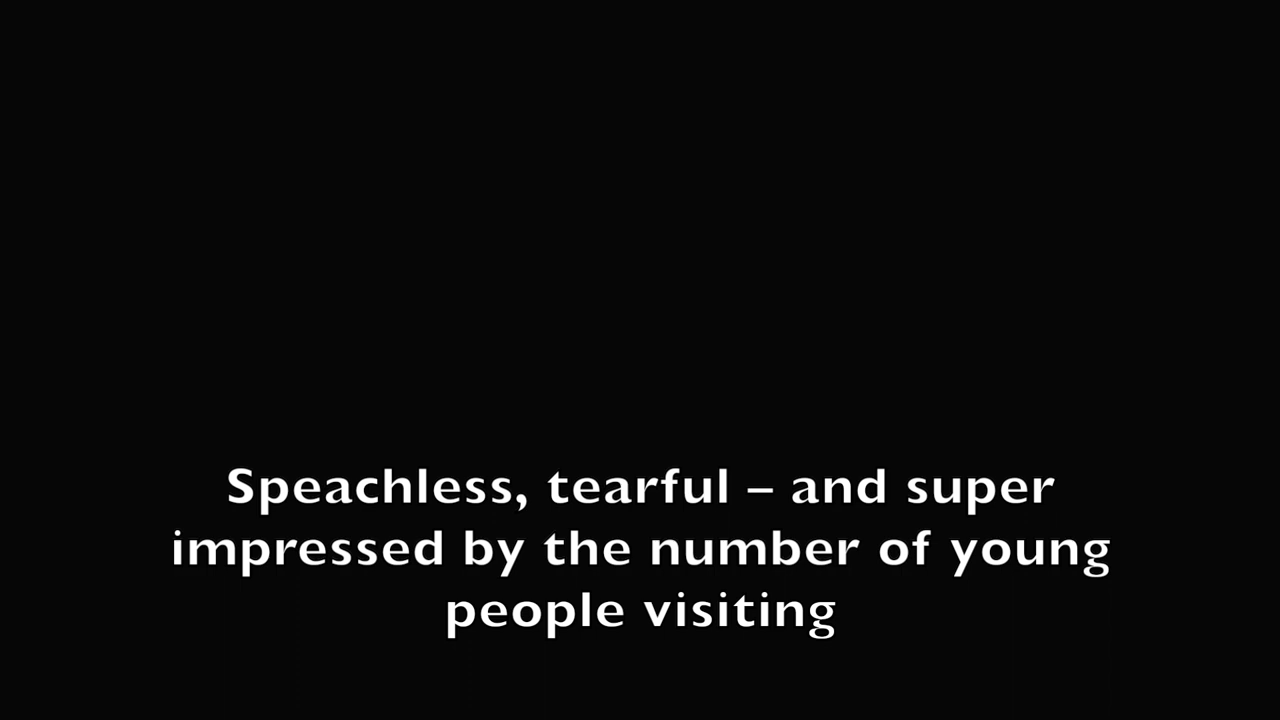 Speachless, tearful – and super
impressed by the number of young
people visiting